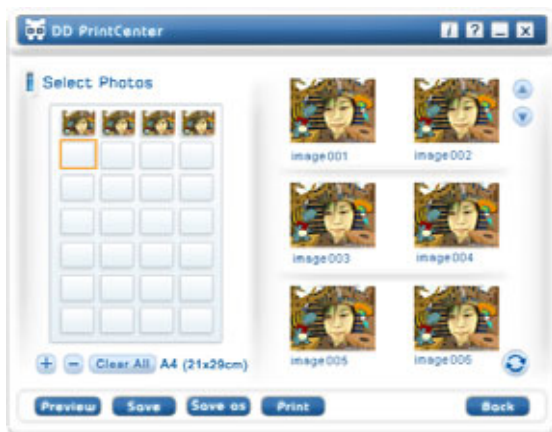 DD PrintCenter
i ?
Select Photos
image001 image002
image003 image004
image005 image006
+ − Clear All A4 (21x29cm)
Preview Save Save as Print Back